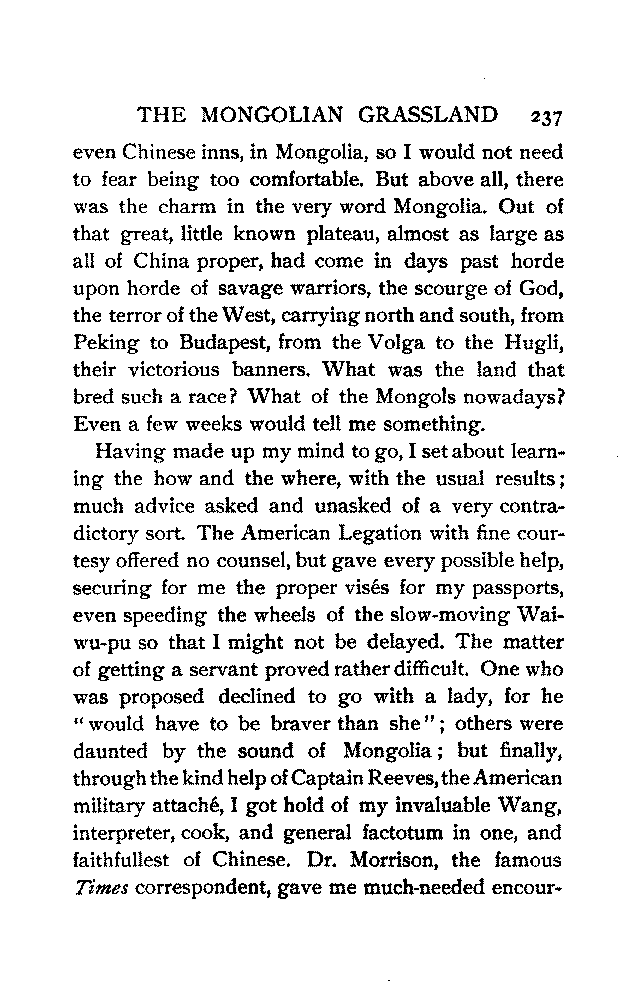 THE MONGOLIAN GRASSLAND 237
even Chinese inns, in Mongolia, so I would not need
to fear being too comfortable. But above all, there
was the charm in the very word Mongolia. Out of
that great, little known plateau, almost as large as
all of China proper, had come in days past horde
upon horde of savage warriors, the scourge of God,
the terror of the West, carrying north and south, from
Peking to Budapest, from the Volga to the Hugli,
their victorious banners. What was the land that
bred such a race? What of the Mongols nowadays?
Even a few weeks would tell me something.
Having made up my mind to go, I set about learn-
ing the how and the where, with the usual results;
much advice asked and unasked of a very contra-
dictory sort. The American Legation with fine cour-
tesy offered no counsel, but gave every possible help,
securing for me the proper visés for my passports,
even speeding the wheels of the slow-moving Wai-
wu-pu so that I might not be delayed. The matter
of getting a servant proved rather difficult. One who
was proposed declined to go with a lady, for he
"would have to be braver than she"; others were
daunted by the sound of Mongolia; but finally,
through the kind help of Captain Reeves, the American
military attaché, I got hold of my invaluable Wang,
interpreter, cook, and general factotum in one, and
faithfullest of Chinese. Dr. Morrison, the famous
Times correspondent, gave me much-needed encour-